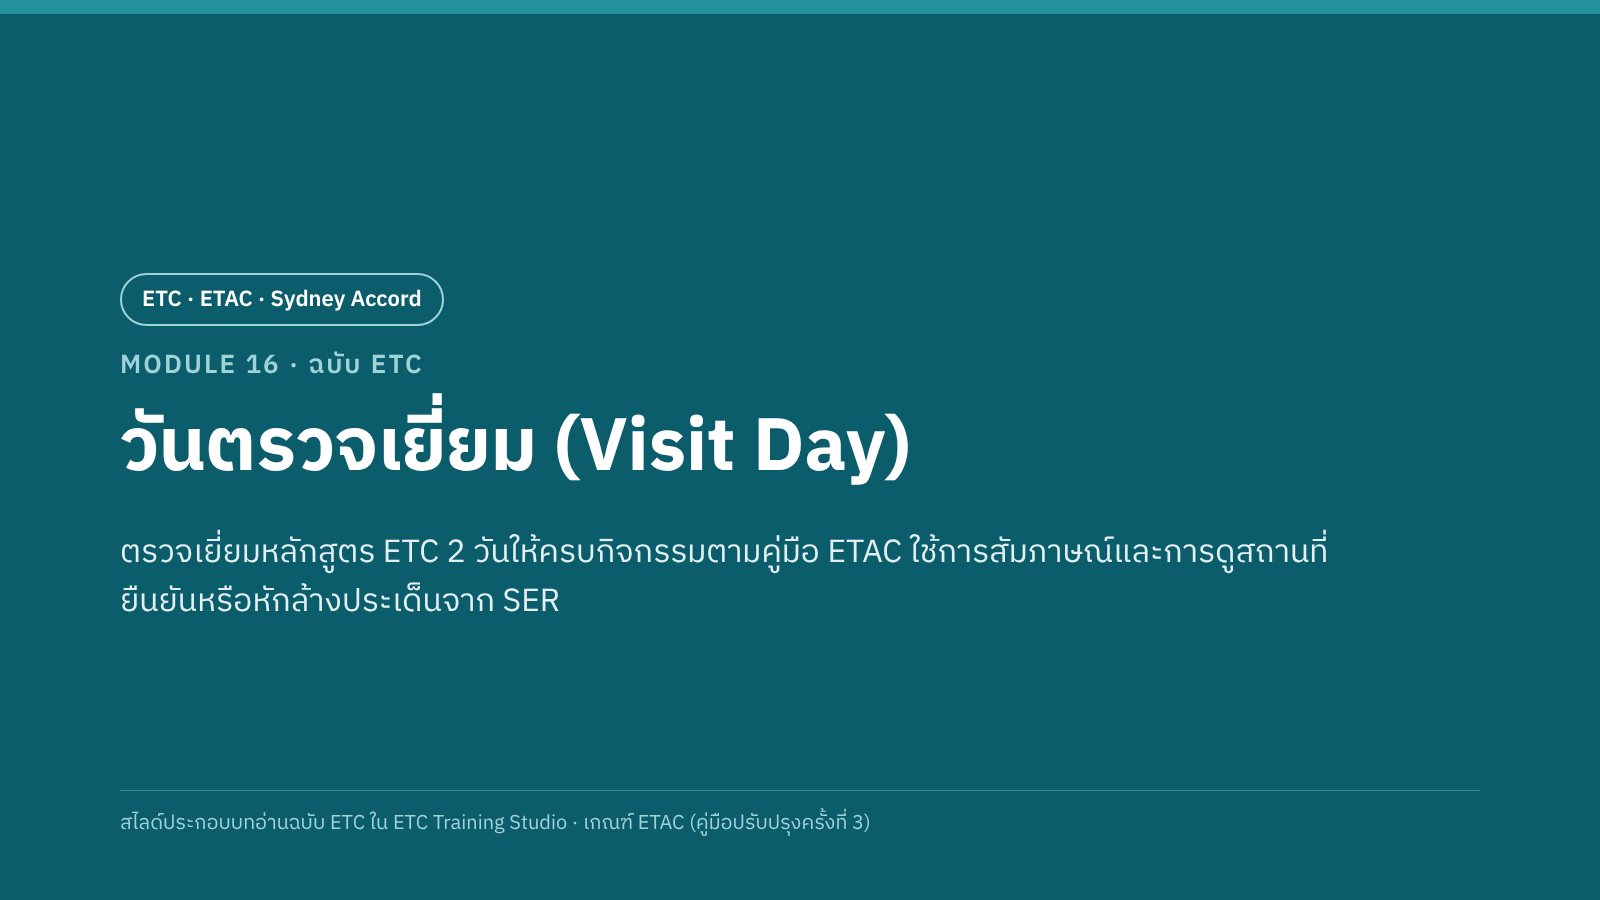 ETC · ETAC · Sydney Accord
MODULE 16 · ฉบับ ETC
วันตรวจเยี่ยม (Visit Day)
ตรวจเยี่ยมหลักสูตร ETC 2 วันให้ครบกิจกรรมตามคู่มือ ETAC ใช้การสัมภาษณ์และการดูสถานที่
ยืนยันหรือหักล้างประเด็นจาก SER
สไลด์ประกอบบทอ่านฉบับ ETC ใน ETC Training Studio · เกณฑ์ ETAC (คู่มือปรับปรุงครั้งที่ 3)